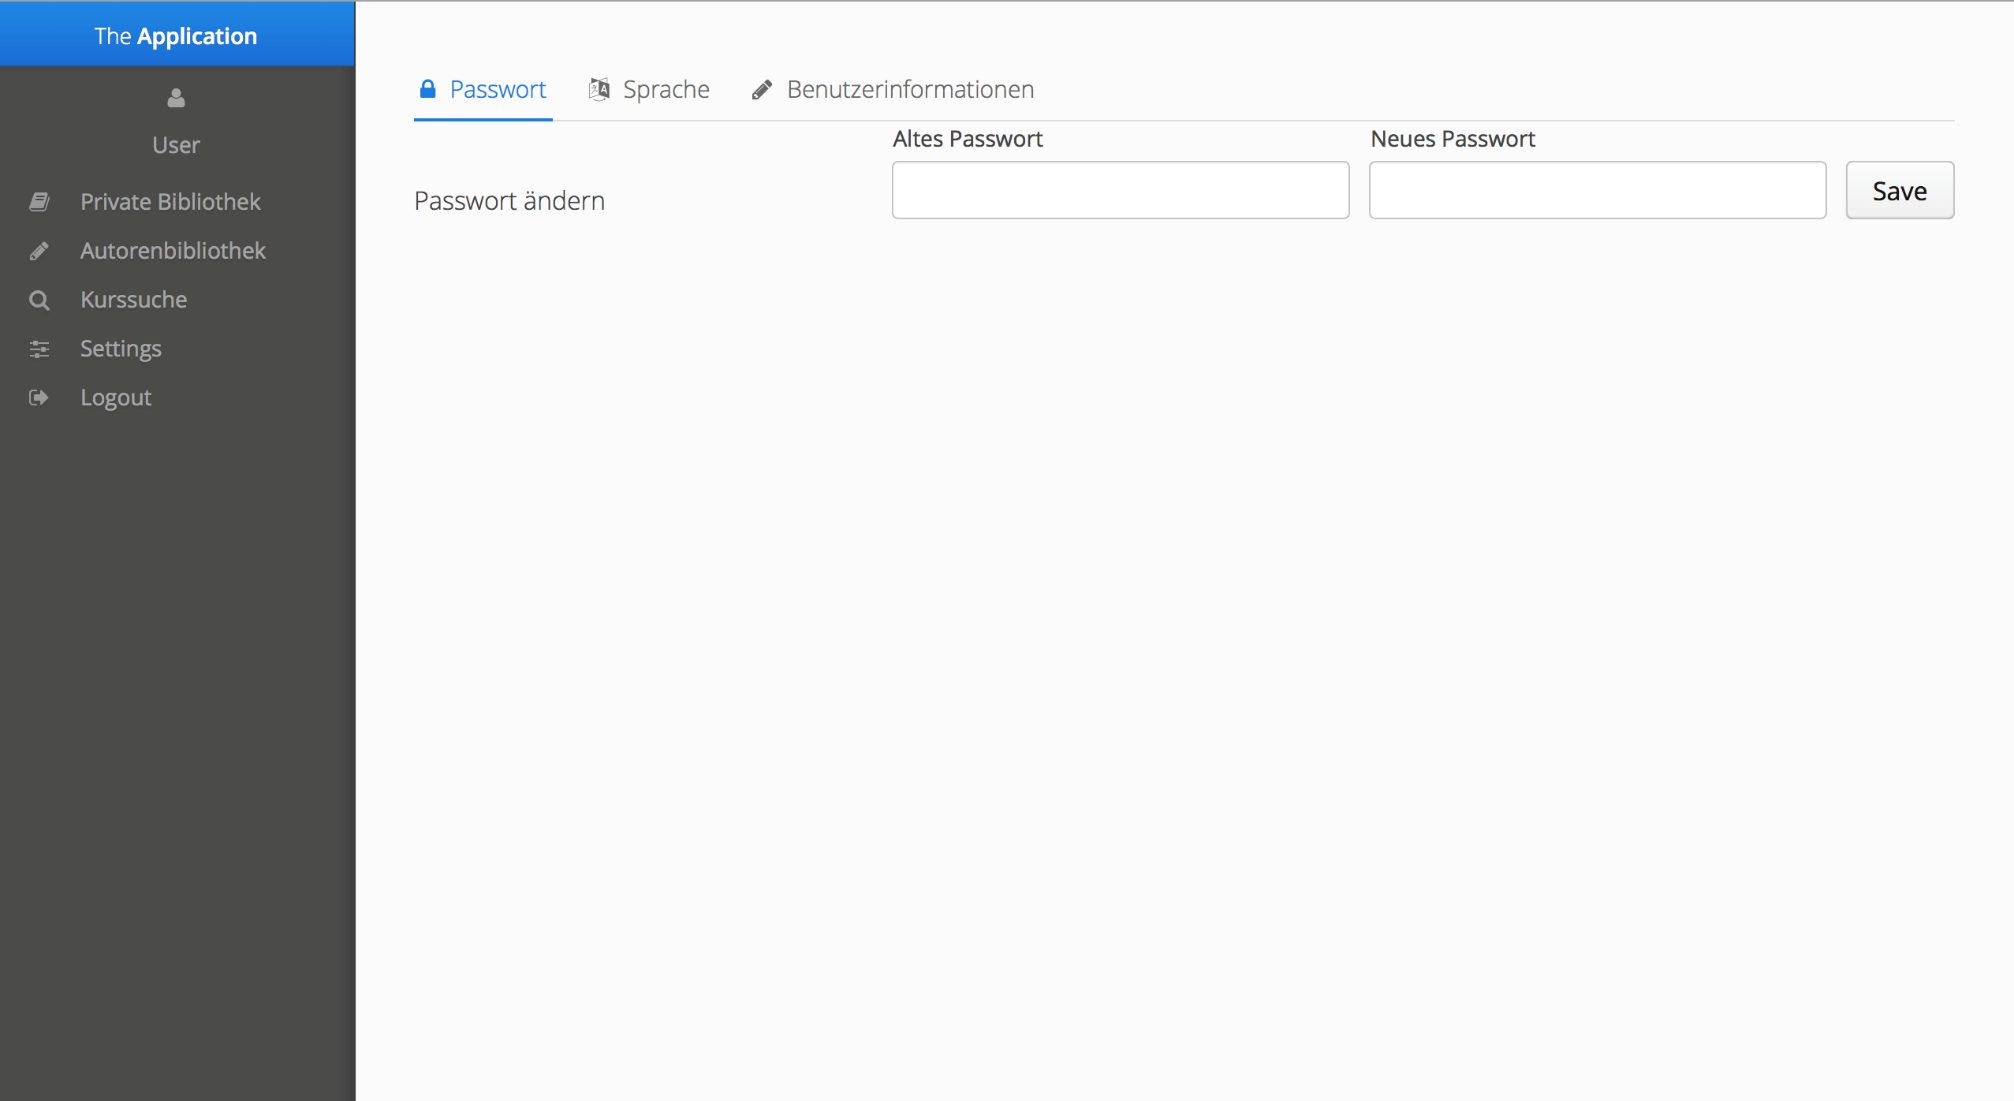 The Application
User
Private Bibliothek
Autorenbibliothek
Kurssuche
Settings
Logout
Passwort Sprache Benutzerinformationen
Altes Passwort Neues Passwort
Passwort ändern Save